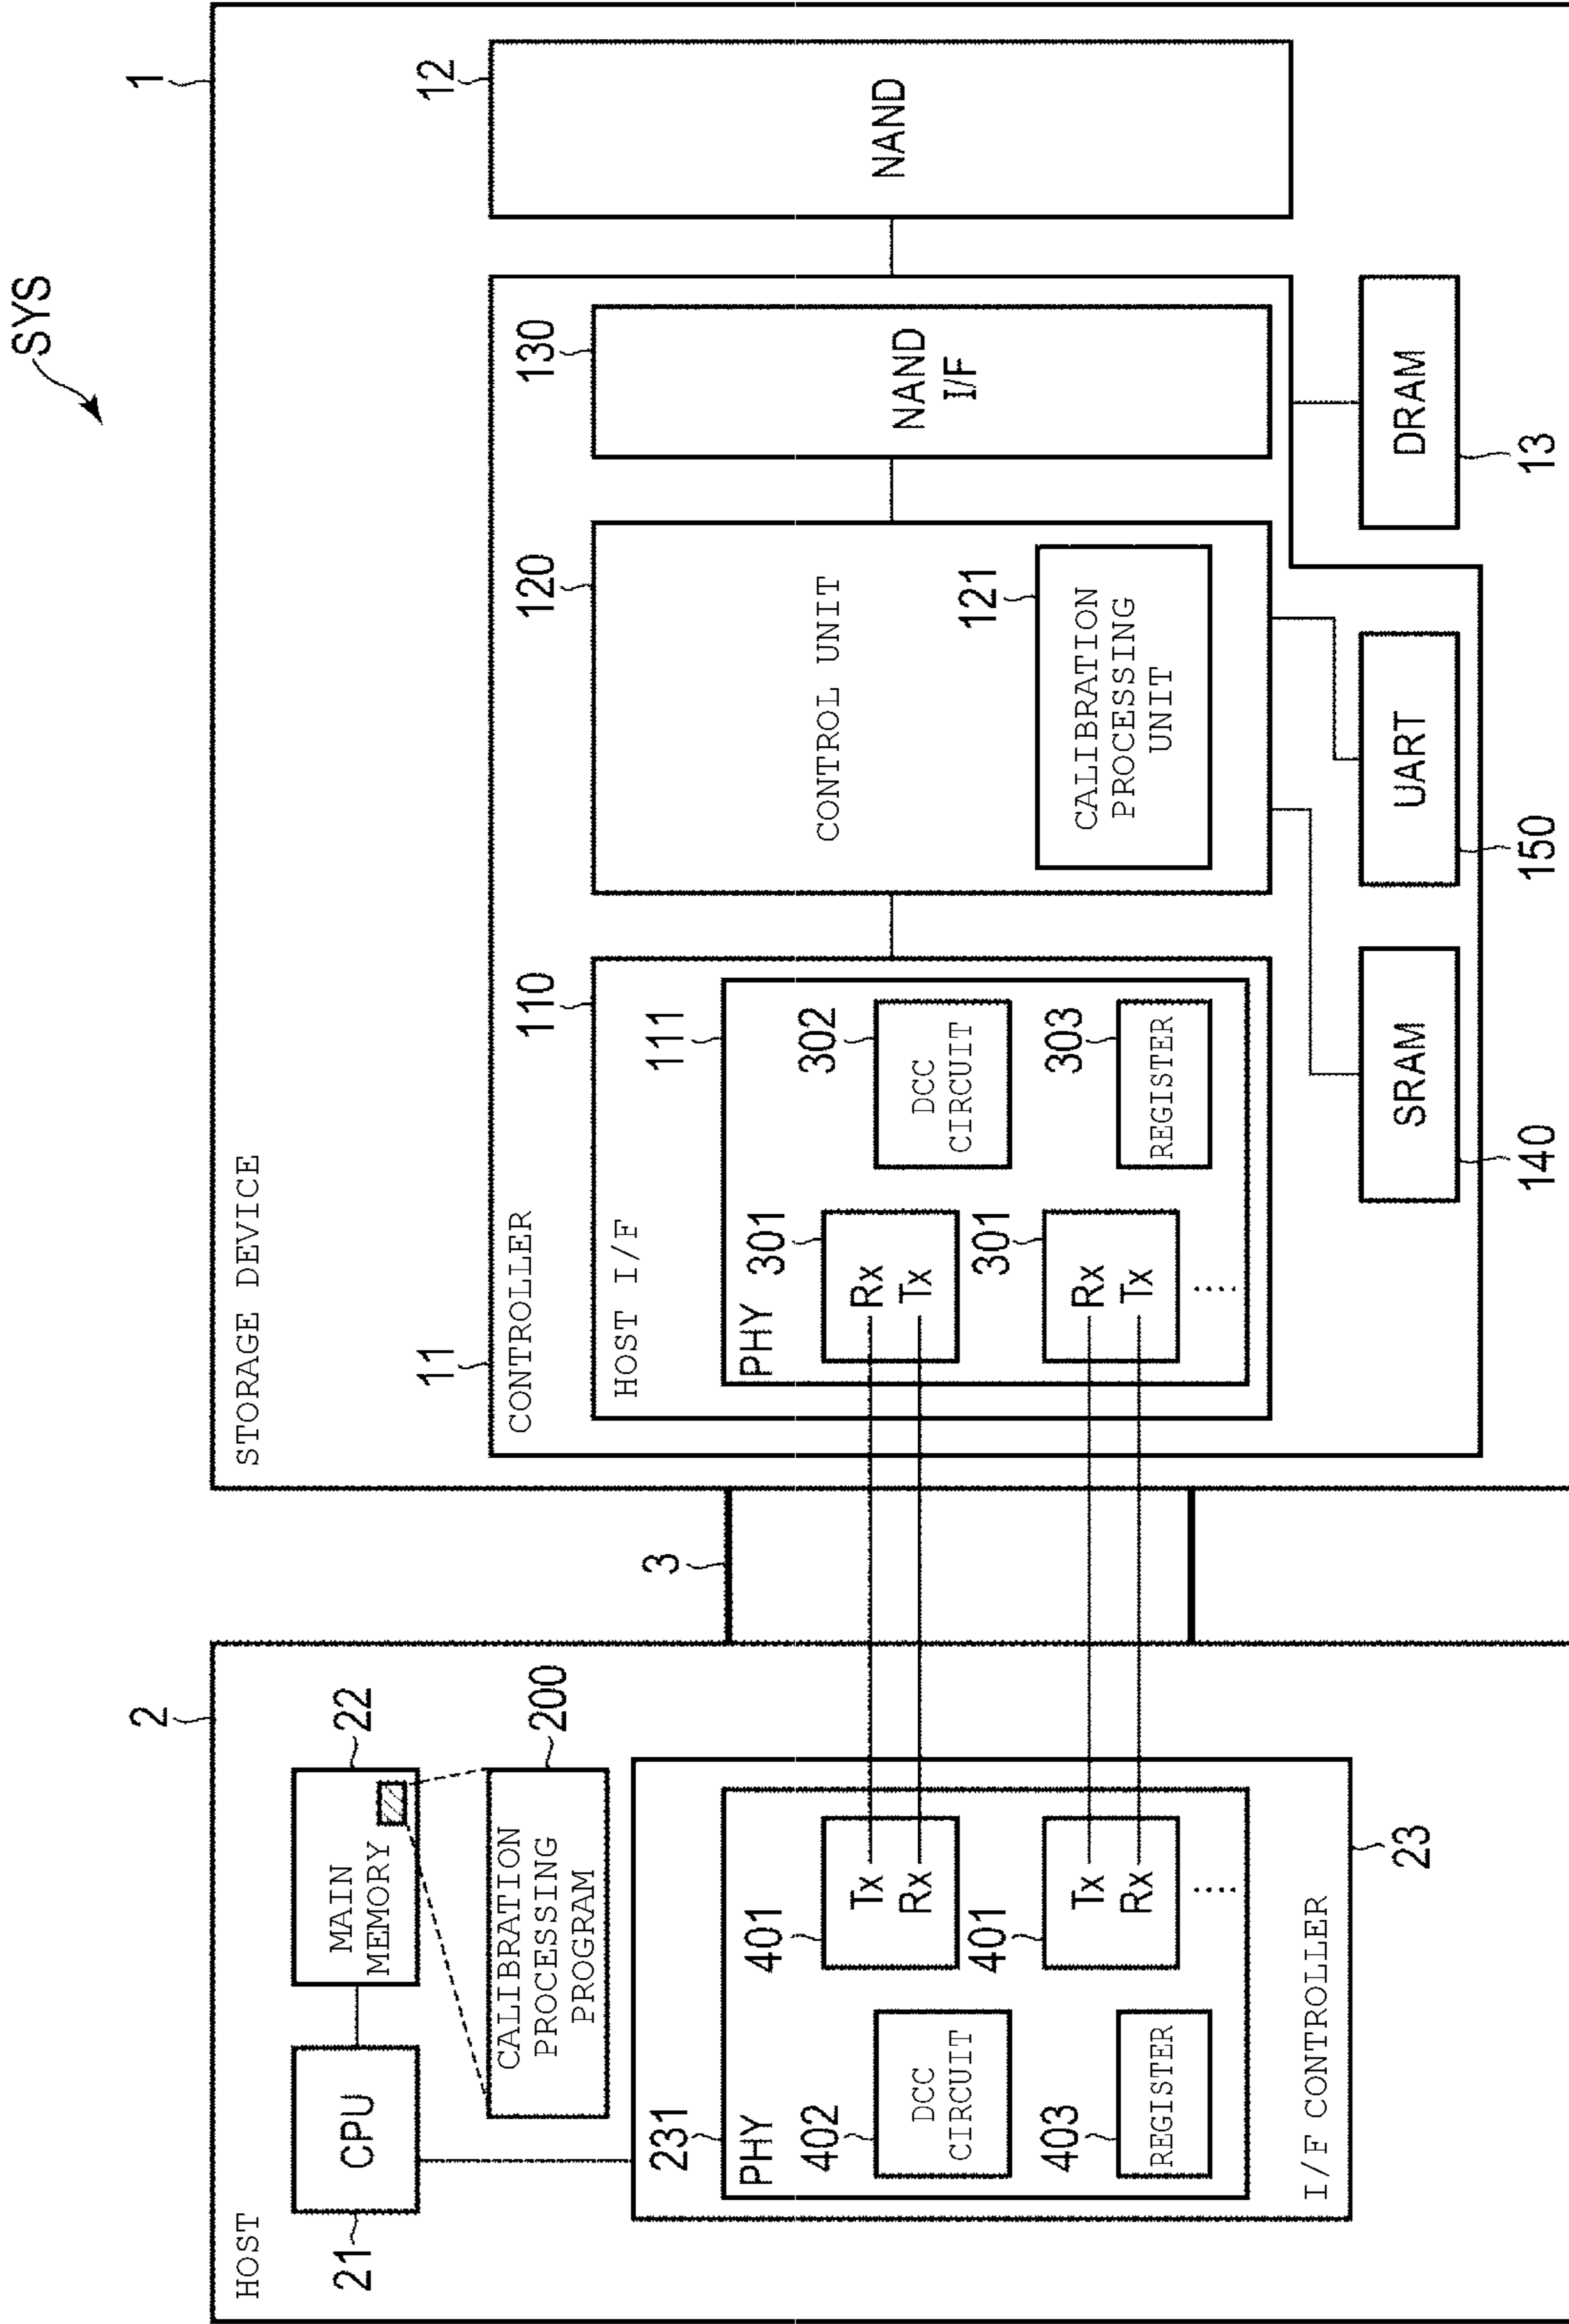 SYS
2
HOST
21
CPU
22
MAIN
MEMORY
200
CALIBRATION
PROCESSING
PROGRAM
231
PHY
402
DCC
CIRCUIT
403
REGISTER
401
Tx
Rx
401
Tx
Rx
I/F CONTROLLER
23
3
1
STORAGE DEVICE
11
CONTROLLER
110
HOST I/F
111
PHY
301
Rx
Tx
301
Rx
Tx
302
DCC
CIRCUIT
303
REGISTER
120
CONTROL UNIT
121
CALIBRATION
PROCESSING
UNIT
130
NAND
I/F
12
NAND
SRAM
140
UART
150
DRAM
13